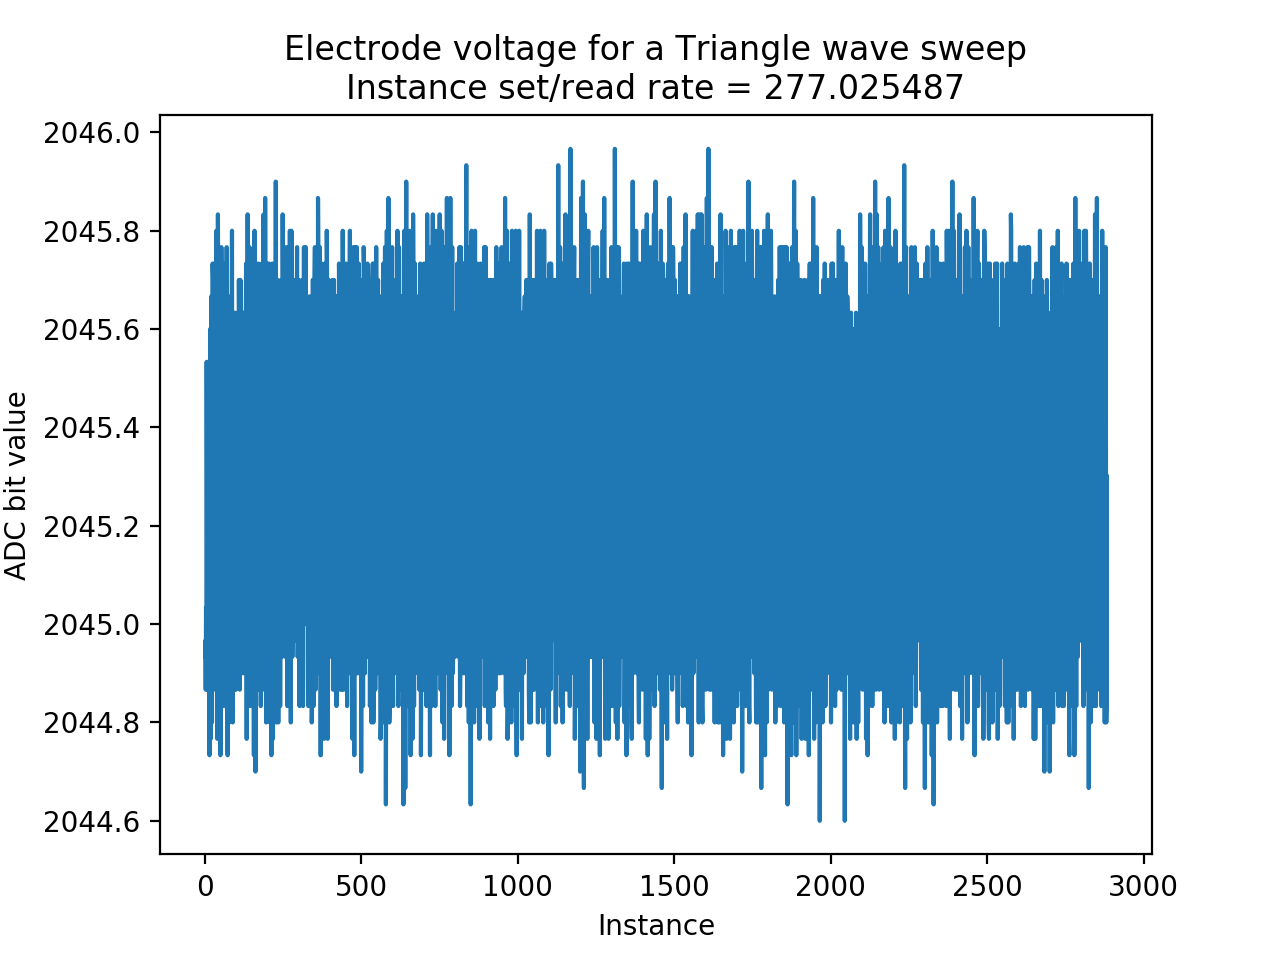 Electrode voltage for a Triangle wave sweep
Instance set/read rate = 277.025487
2046.0
2045.8
2045.6
2045.4
2045.2
2045.0
2044.8
2044.6
ADC bit value
0 500 1000 1500 2000 2500 3000
Instance